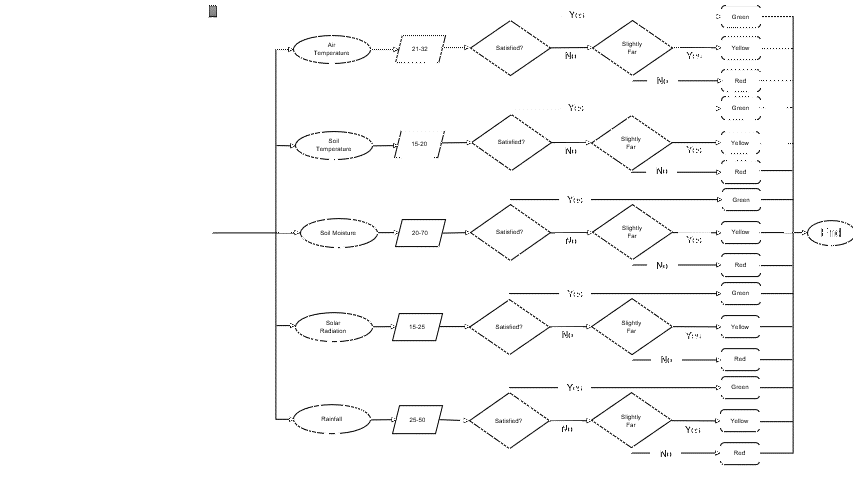 Yes
Green
Air
Temperature
21-32
Satisfied?
No
Slightly
Far
Yes
Yellow
No
Red
Yes
Green
Soil
Temperature
15-20
Satisfied?
No
Slightly
Far
Yes
Yellow
No
Red
Yes
Green
Soil Moisture
20-70
Satisfied?
No
Slightly
Far
Yes
Yellow
End
No
Red
Yes
Green
Solar
Radiation
15-25
Satisfied?
No
Slightly
Far
Yes
Yellow
No
Red
Yes
Green
Rainfall
25-50
Satisfied?
No
Slightly
Far
Yes
Yellow
No
Red